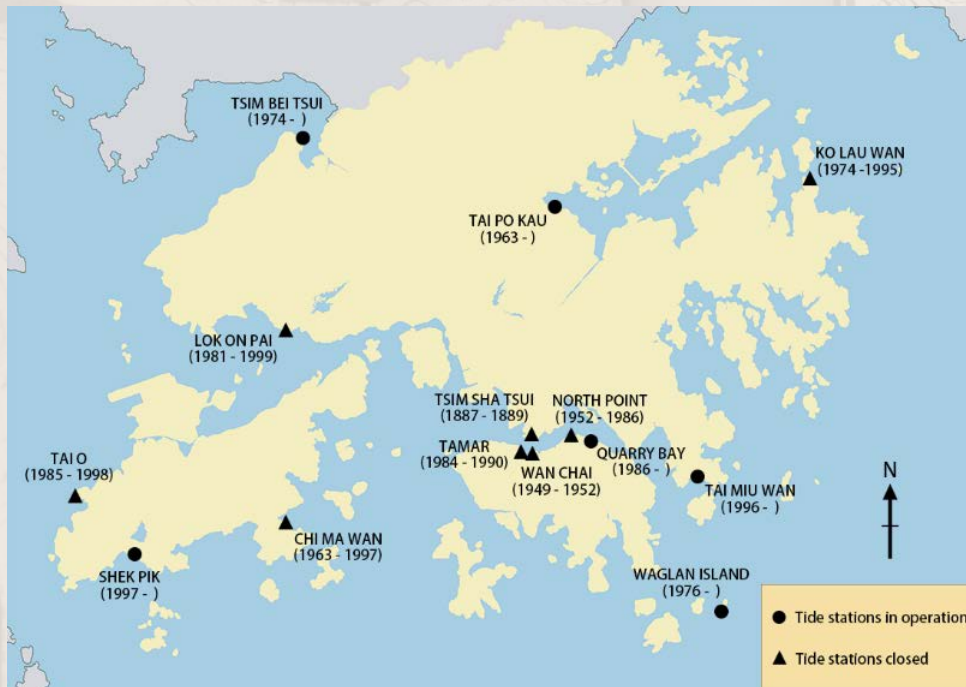 TSIM BEI TSUI
(1974 - )
KO LAU WAN
(1974 -1995)
TAI PO KAU
(1963 - )
LOK ON PAI
(1981 - 1999)
TSIM SHA TSUI
(1887 - 1889)
NORTH POINT
(1952 - 1986)
TAMAR
(1984 - 1990)
QUARRY BAY
(1986 - )
WAN CHAI
(1949 - 1952)
TAI O
(1985 - 1998)
TAI MIU WAN
(1996 - )
N
CHI MA WAN
(1963 - 1997)
SHEK PIK
(1997 - )
WAGLAN ISLAND
(1976 - )
Tide stations in operation
Tide stations closed